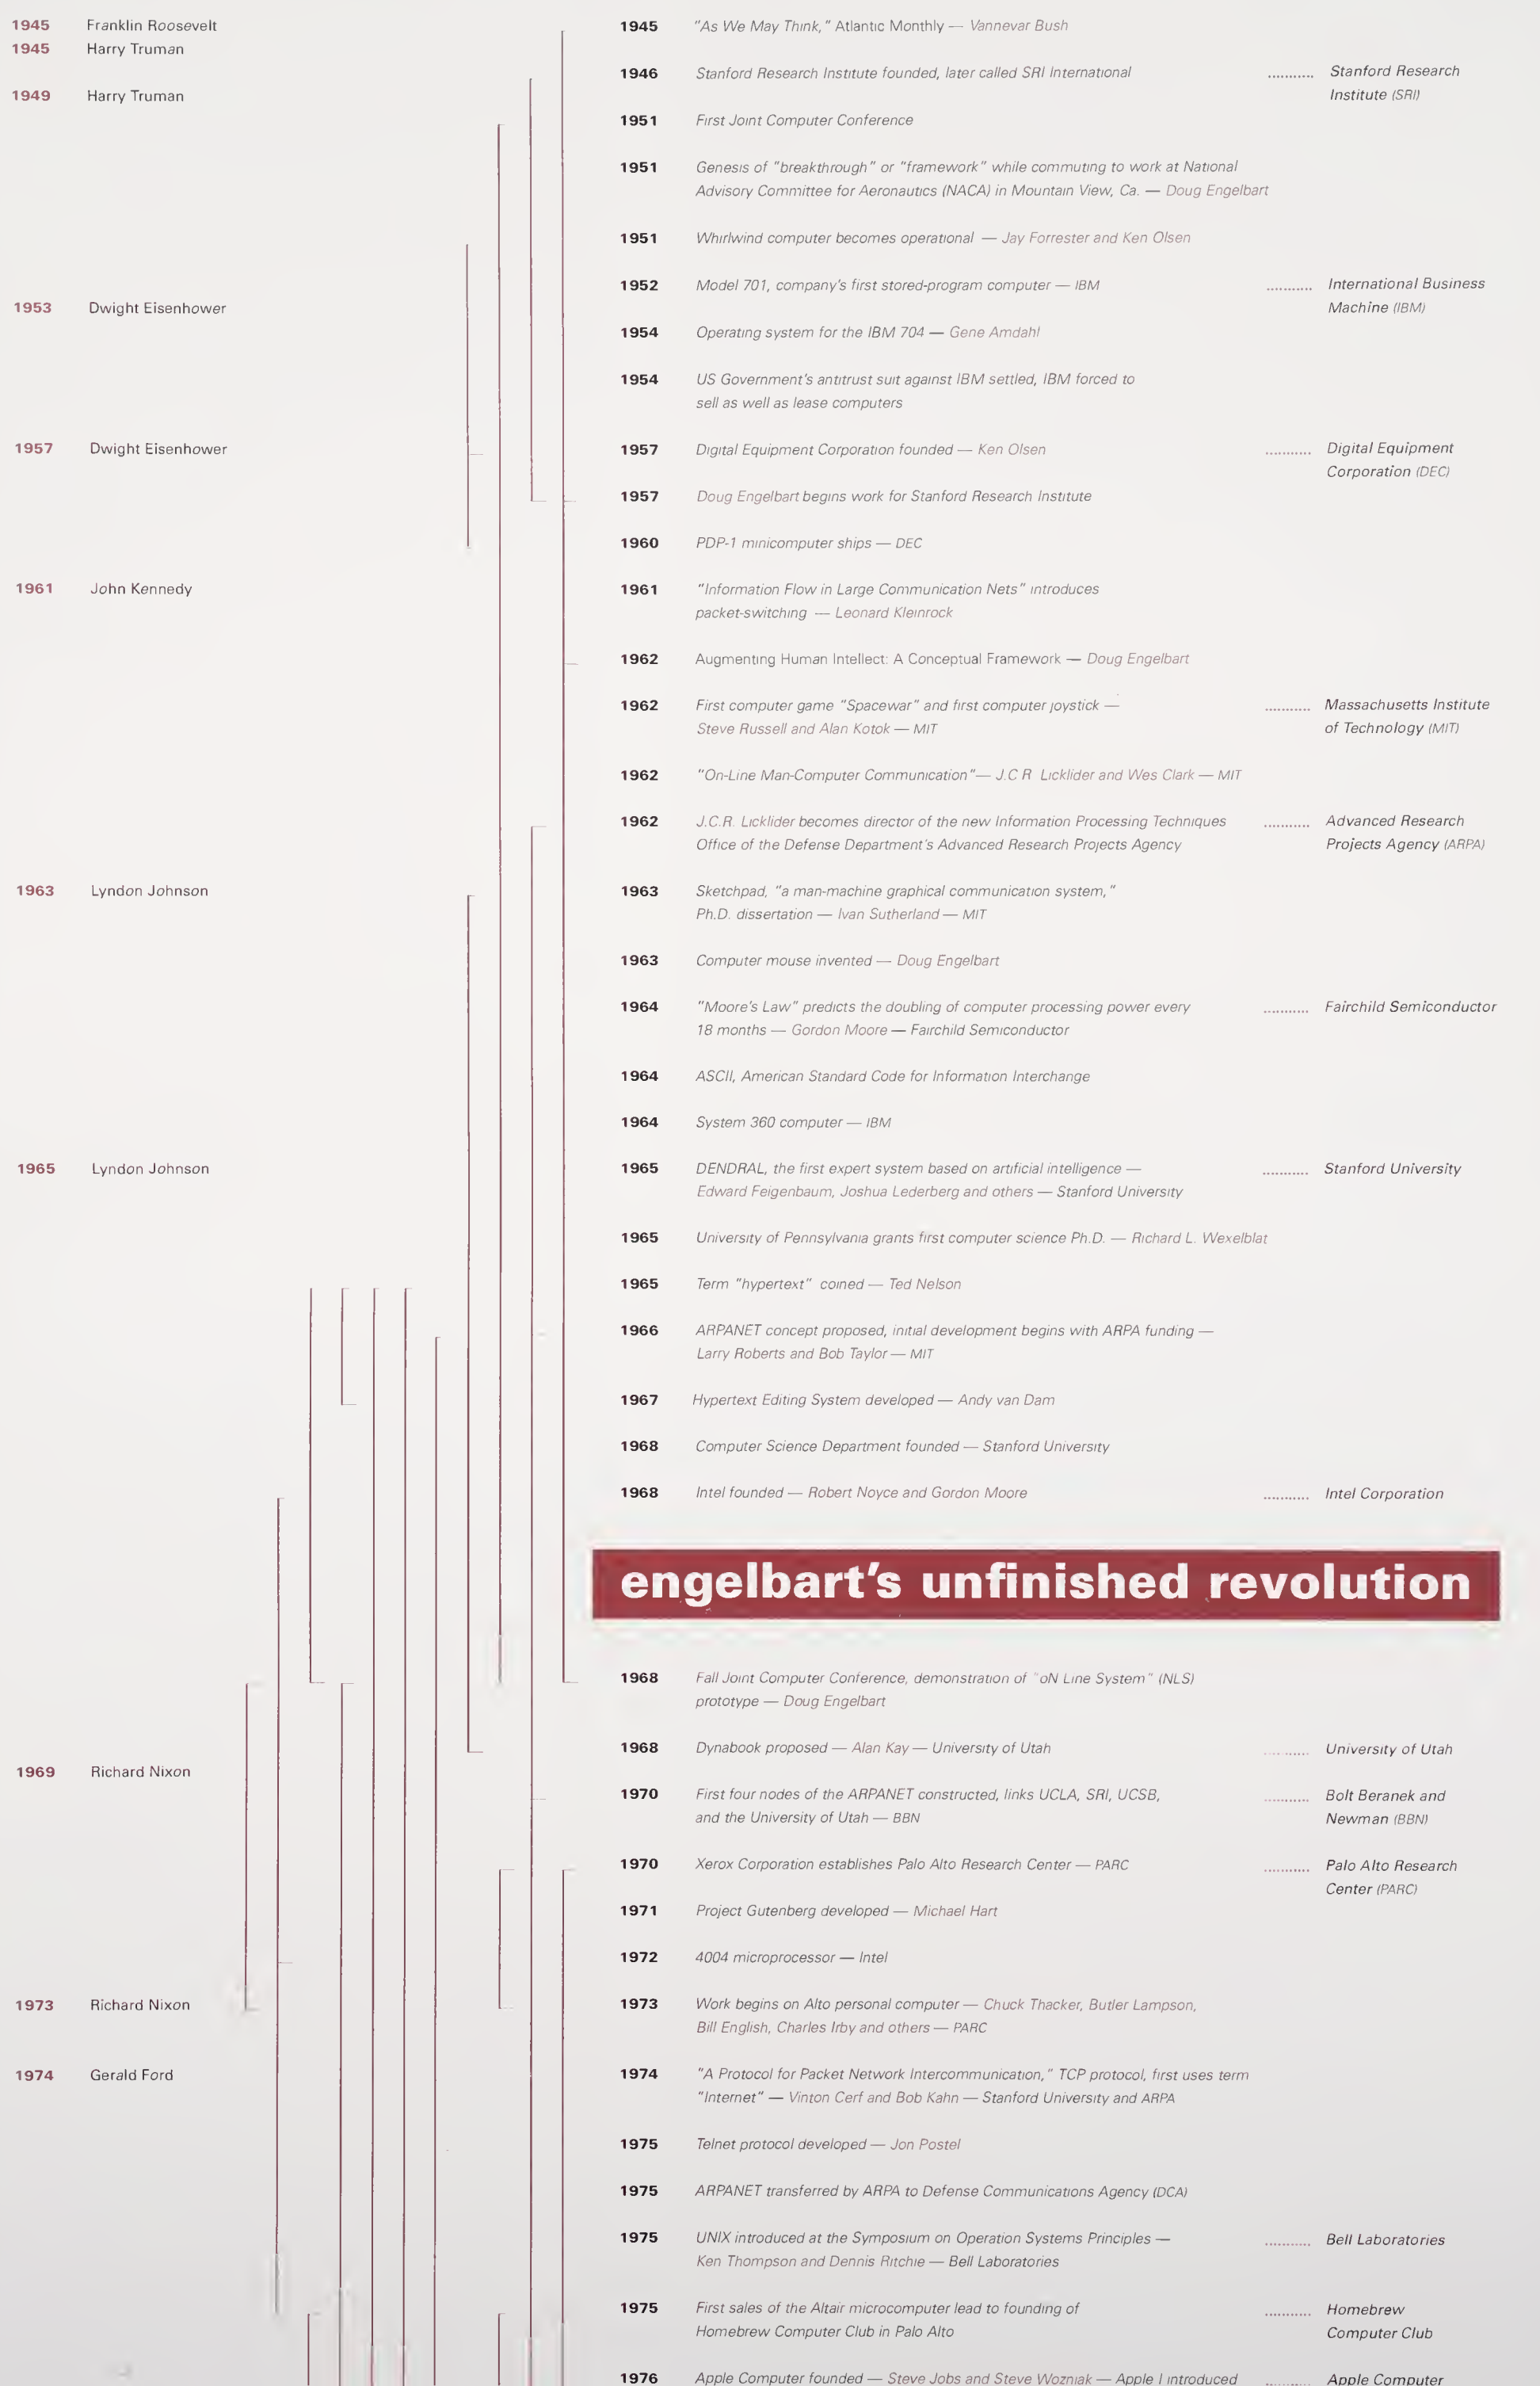 1945 Franklin Roosevelt
1945 Harry Truman
1949 Harry Truman
1953 Dwight Eisenhower
1957 Dwight Eisenhower
1961 John Kennedy
1963 Lyndon Johnson
1965 Lyndon Johnson
1969 Richard Nixon
1973 Richard Nixon
1974 Gerald Ford
1945 "As We May Think," Atlantic Monthly — Vannevar Bush
1946 Stanford Research Institute founded, later called SRI International
1951 First Joint Computer Conference
1951 Genesis of "breakthrough" or "framework" while commuting to work at National
Advisory Committee for Aeronautics (NACA) in Mountain View, Ca. — Doug Engelbart
1951 Whirlwind computer becomes operational — Jay Forrester and Ken Olsen
1952 Model 701, company's first stored-program computer — IBM
1954 Operating system for the IBM 704 — Gene Amdahl
1954 US Government's antitrust suit against IBM settled, IBM forced to
sell as well as lease computers
1957 Digital Equipment Corporation founded — Ken Olsen
1957 Doug Engelbart begins work for Stanford Research Institute
1960 PDP-1 minicomputer ships — DEC
1961 "Information Flow in Large Communication Nets" introduces
packet-switching — Leonard Kleinrock
1962 Augmenting Human Intellect: A Conceptual Framework — Doug Engelbart
1962 First computer game "Spacewar" and first computer joystick —
Steve Russell and Alan Kotok — MIT
1962 "On-Line Man-Computer Communication"— J.C R Licklider and Wes Clark — MIT
1962 J.C.R. Licklider becomes director of the new Information Processing Techniques
Office of the Defense Department's Advanced Research Projects Agency
1963 Sketchpad, "a man-machine graphical communication system,"
Ph.D. dissertation — Ivan Sutherland — MIT
1963 Computer mouse invented — Doug Engelbart
1964 "Moore's Law" predicts the doubling of computer processing power every
18 months — Gordon Moore — Fairchild Semiconductor
1964 ASCII, American Standard Code for Information Interchange
1964 System 360 computer — IBM
1965 DENDRAL, the first expert system based on artificial intelligence —
Edward Feigenbaum, Joshua Lederberg and others — Stanford University
1965 University of Pennsylvania grants first computer science Ph.D. — Richard L. Wexelblat
1965 Term "hypertext" coined — Ted Nelson
1966 ARPANET concept proposed, initial development begins with ARPA funding —
Larry Roberts and Bob Taylor — MIT
1967 Hypertext Editing System developed — Andy van Dam
1968 Computer Science Department founded — Stanford University
1968 Intel founded — Robert Noyce and Gordon Moore
engelbart's unfinished revolution
1968 Fall Joint Computer Conference, demonstration of "oN Line System" (NLS)
prototype — Doug Engelbart
1968 Dynabook proposed — Alan Kay — University of Utah
1970 First four nodes of the ARPANET constructed, links UCLA, SRI, UCSB,
and the University of Utah — BBN
1970 Xerox Corporation establishes Palo Alto Research Center — PARC
1971 Project Gutenberg developed — Michael Hart
1972 4004 microprocessor — Intel
1973 Work begins on Alto personal computer — Chuck Thacker, Butler Lampson,
Bill English, Charles Irby and others — PARC
1974 "A Protocol for Packet Network Intercommunication," TCP protocol, first uses term
"Internet" — Vinton Cerf and Bob Kahn — Stanford University and ARPA
1975 Telnet protocol developed — Jon Postel
1975 ARPANET transferred by ARPA to Defense Communications Agency (DCA)
1975 UNIX introduced at the Symposium on Operation Systems Principles —
Ken Thompson and Dennis Ritchie — Bell Laboratories
1975 First sales of the Altair microcomputer lead to founding of
Homebrew Computer Club in Palo Alto
1976 Apple Computer founded — Steve Jobs and Steve Wozniak — Apple I introduced
........... Stanford Research
Institute (SRI)
........... International Business
Machine (IBM)
........... Digital Equipment
Corporation (DEC)
........... Massachusetts Institute
of Technology (MIT)
........... Advanced Research
Projects Agency (ARPA)
........... Fairchild Semiconductor
........... Stanford University
........... Intel Corporation
........... University of Utah
........... Bolt Beranek and
Newman (BBN)
........... Palo Alto Research
Center (PARC)
........... Bell Laboratories
........... Homebrew
Computer Club
........... Apple Computer